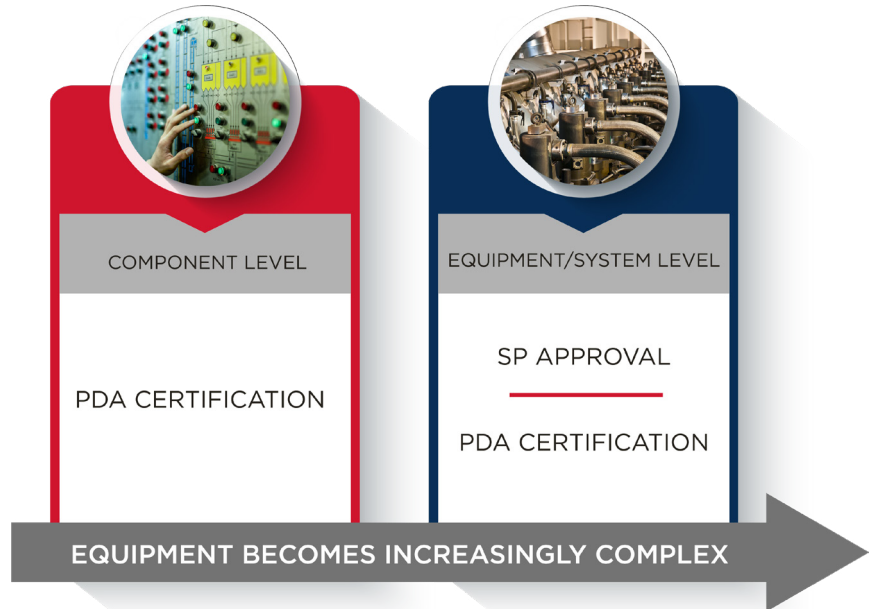 COMPONENT LEVEL
PDA CERTIFICATION
EQUIPMENT/SYSTEM LEVEL
SP APPROVAL
PDA CERTIFICATION
EQUIPMENT BECOMES INCREASINGLY COMPLEX